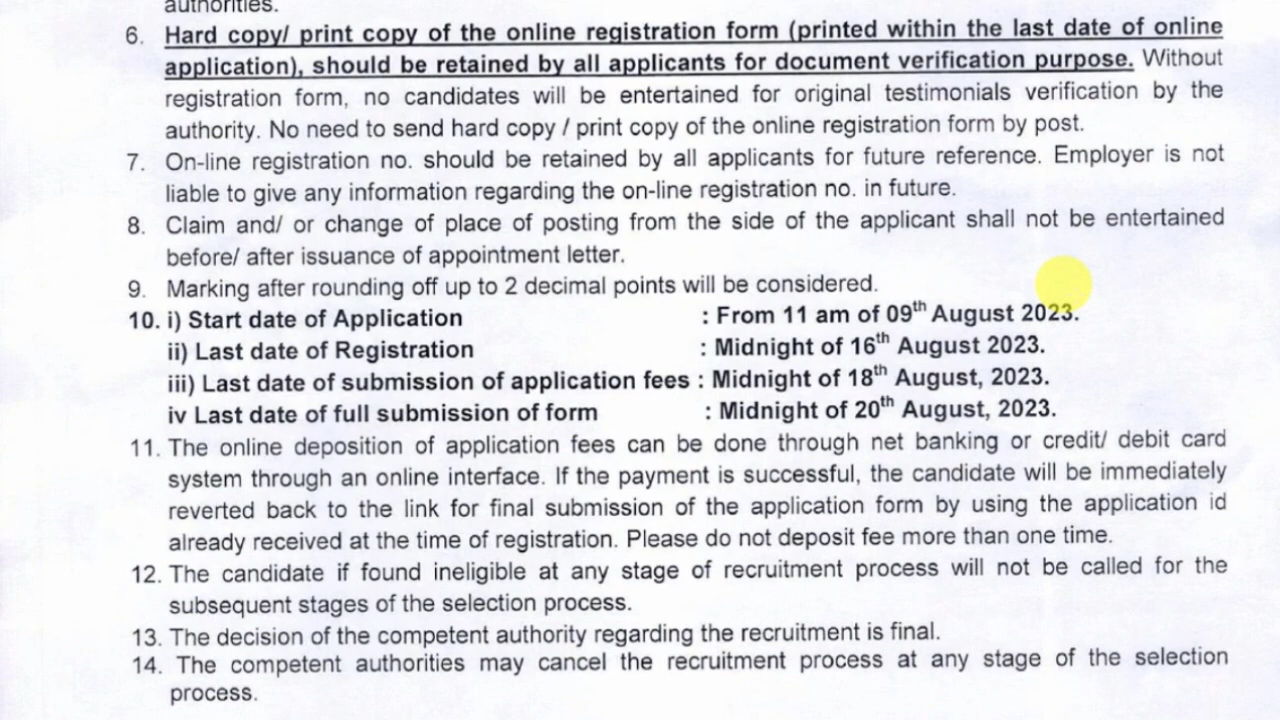 authorities.
6. Hard copy/ print copy of the online registration form (printed within the last date of online
application), should be retained by all applicants for document verification purpose. Without
registration form, no candidates will be entertained for original testimonials verification by the
authority. No need to send hard copy / print copy of the online registration form by post.
7. On-line registration no. should be retained by all applicants for future reference. Employer is not
liable to give any information regarding the on-line registration no. in future.
8. Claim and/ or change of place of posting from the side of the applicant shall not be entertained
before/ after issuance of appointment letter.
9. Marking after rounding off up to 2 decimal points will be considered.
10. i) Start date of Application : From 11 am of 09th August 2023.
ii) Last date of Registration : Midnight of 16th August 2023.
iii) Last date of submission of application fees : Midnight of 18th August, 2023.
iv Last date of full submission of form : Midnight of 20th August, 2023.
11. The online deposition of application fees can be done through net banking or credit/ debit card
system through an online interface. If the payment is successful, the candidate will be immediately
reverted back to the link for final submission of the application form by using the application id
already received at the time of registration. Please do not deposit fee more than one time.
12. The candidate if found ineligible at any stage of recruitment process will not be called for the
subsequent stages of the selection process.
13. The decision of the competent authority regarding the recruitment is final.
14. The competent authorities may cancel the recruitment process at any stage of the selection
process.